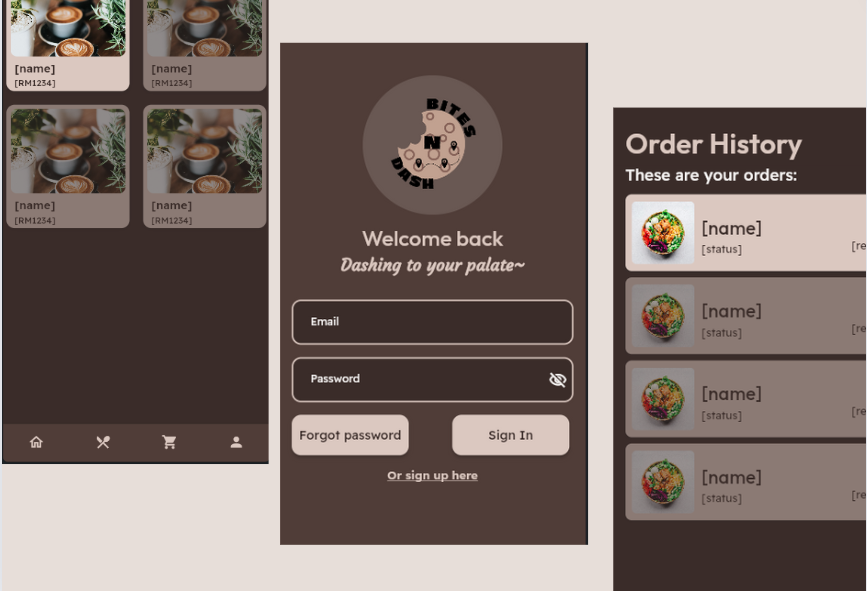 [name]
[RM1234]
[name]
[RM1234]
[name]
[RM1234]
[name]
[RM1234]
BITES
N
DASH
Welcome back
Dashing to your palate~
Email
Password
Forgot password
Sign In
Or sign up here
Order History
These are your orders:
[name]
[status]
[re
[name]
[status]
[re
[name]
[status]
[re
[name]
[status]
[re